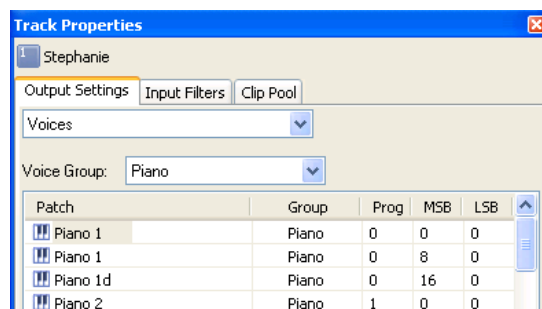 Track Properties
1 Stephanie
Output Settings Input Filters Clip Pool
Voices
Voice Group: Piano
Patch Group Prog MSB LSB
Piano 1 Piano 0 0 0
Piano 1 Piano 0 8 0
Piano 1d Piano 0 16 0
Piano 2 Piano 1 0 0